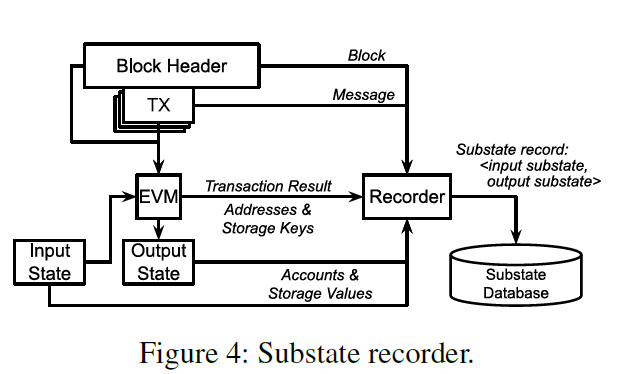 Block Header
Block
TX
Message
Substate record:
<input substate,
output substate>
EVM
Transaction Result
Recorder
Addresses &
Storage Keys
Input
State
Output
State
Accounts &
Storage Values
Substate
Database
Figure 4: Substate recorder.